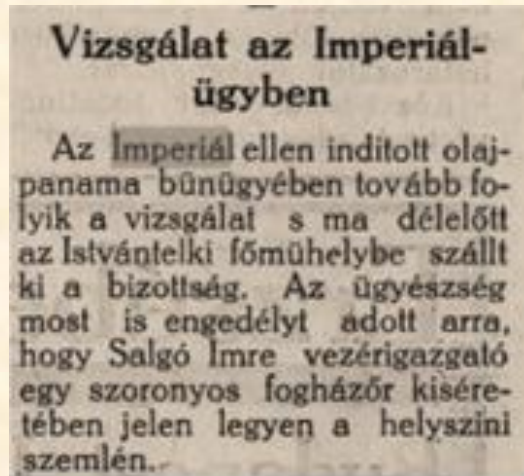 Vizsgálat az Imperiál-
ügyben
Az Imperiál ellen inditott olaj-
panama bünügyében tovább fo-
lyik a vizsgálat s ma délelőtt
az Istvántelki főmühelybe szállt
ki a bizottság. Az ügyészség
most is engedélyt adott arra,
hogy Salgó Imre vezérigazgató
egy szoronyos fogházőr kisére-
tében jelen legyen a helyszini
szemlén.